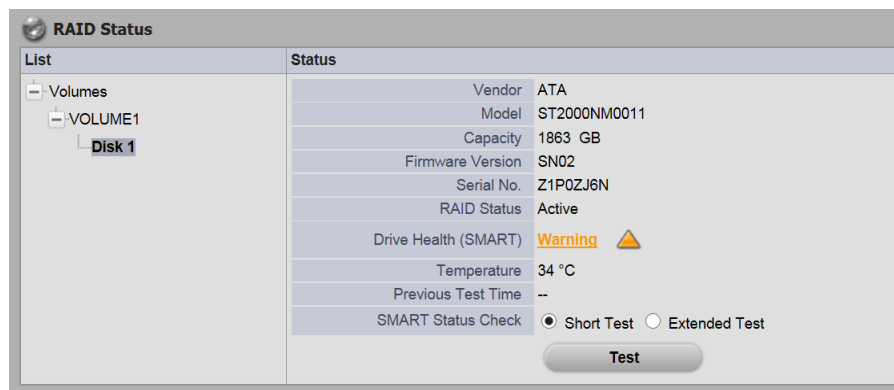 RAID Status
List
Status
Volumes
VOLUME1
Disk 1
Vendor ATA
Model ST2000NM0011
Capacity 1863 GB
Firmware Version SN02
Serial No. Z1P0ZJ6N
RAID Status Active
Drive Health (SMART) Warning
Temperature 34 °C
Previous Test Time --
SMART Status Check Short Test Extended Test
Test